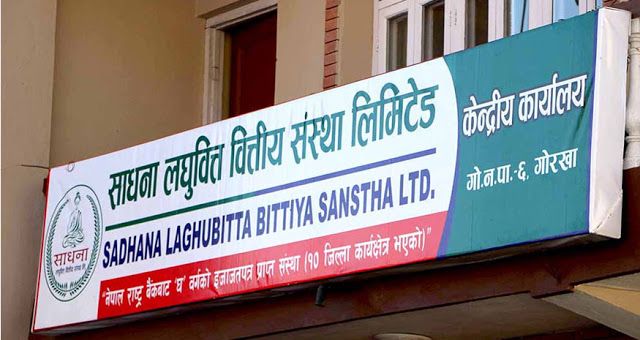 साधना लघुवित्त वित्तीय संस्था लिमिटेड
SADHANA LAGHUBITTA BITTIYA SANSTHA LTD.
"नेपाल राष्ट्र बैंकबाट 'घ' वर्गको इजाजतपत्र प्राप्त संस्था (१० जिल्ला कार्यक्षेत्र भएको)"
केन्द्रीय कार्यालय
गो.न.पा.-६, गोरखा
साधना